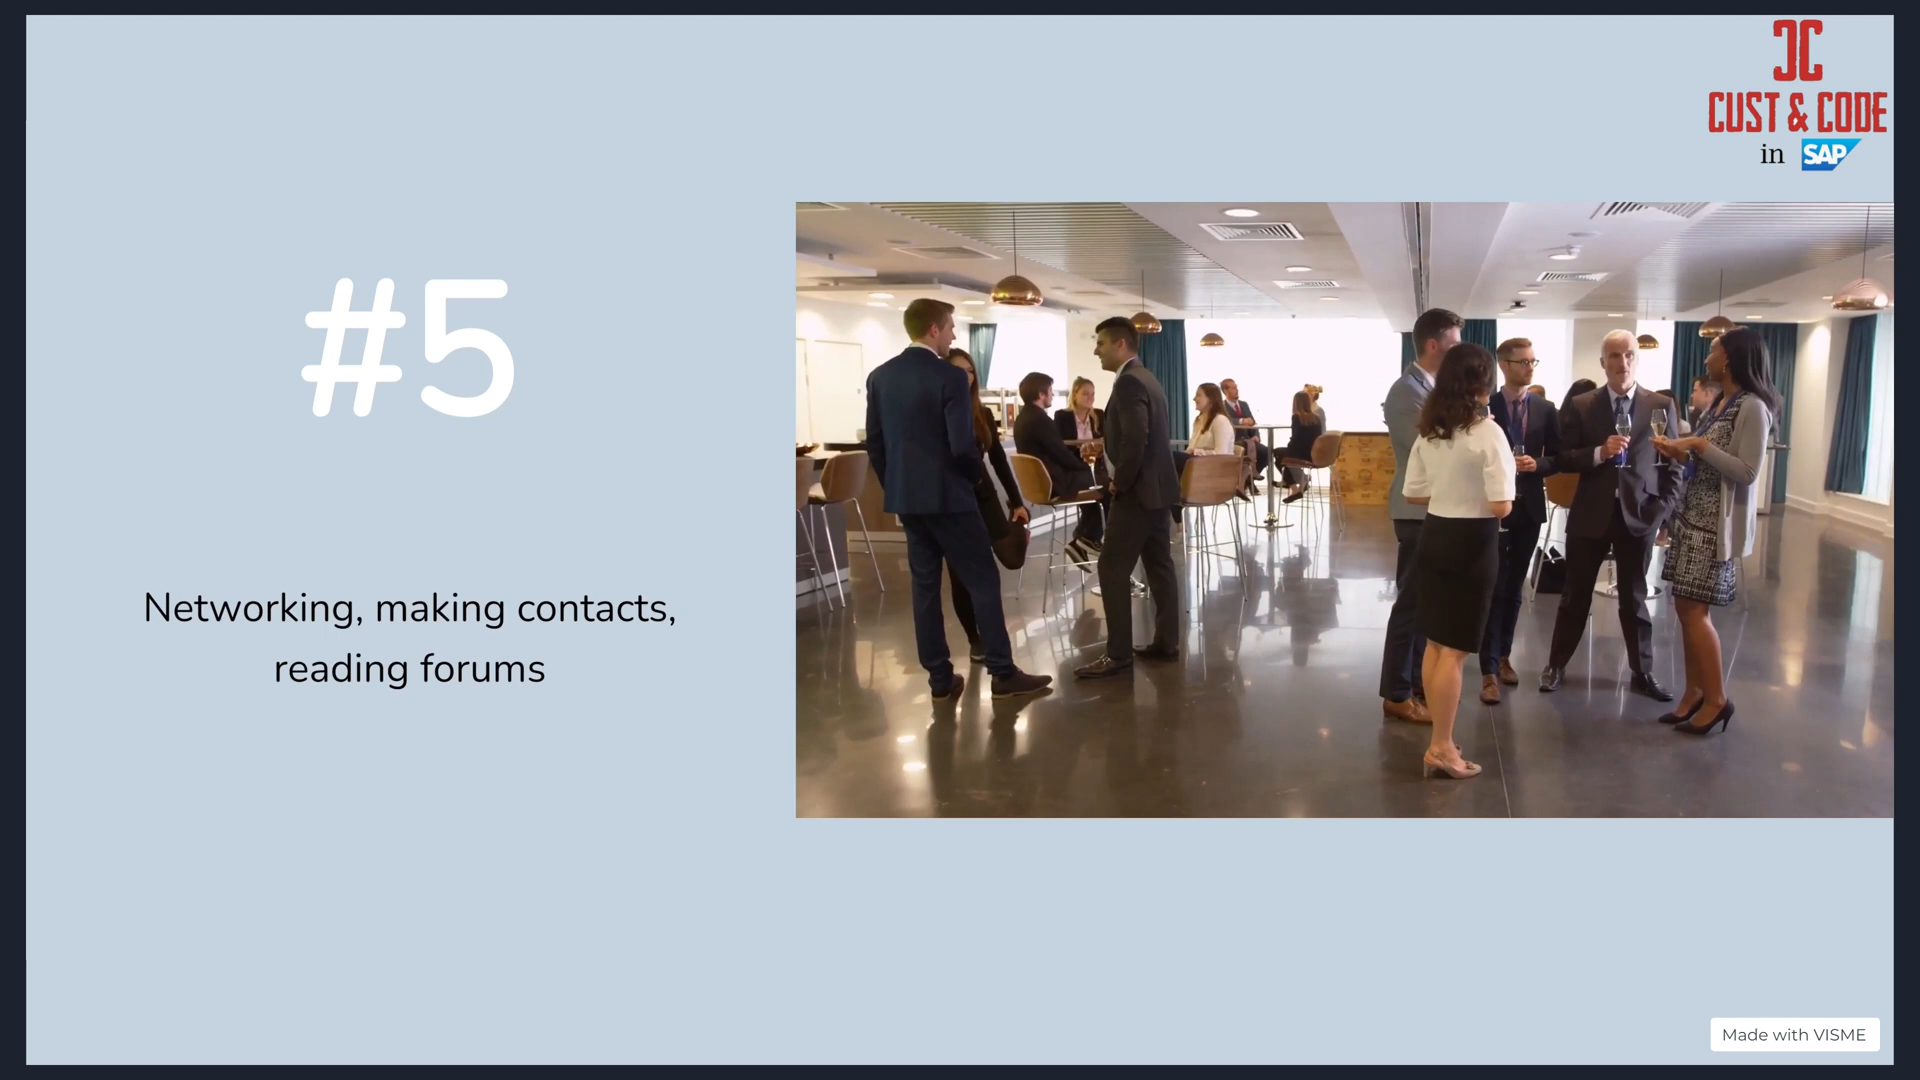 CUST & CODE
in SAP
#5
Networking, making contacts,
reading forums
Made with VISME